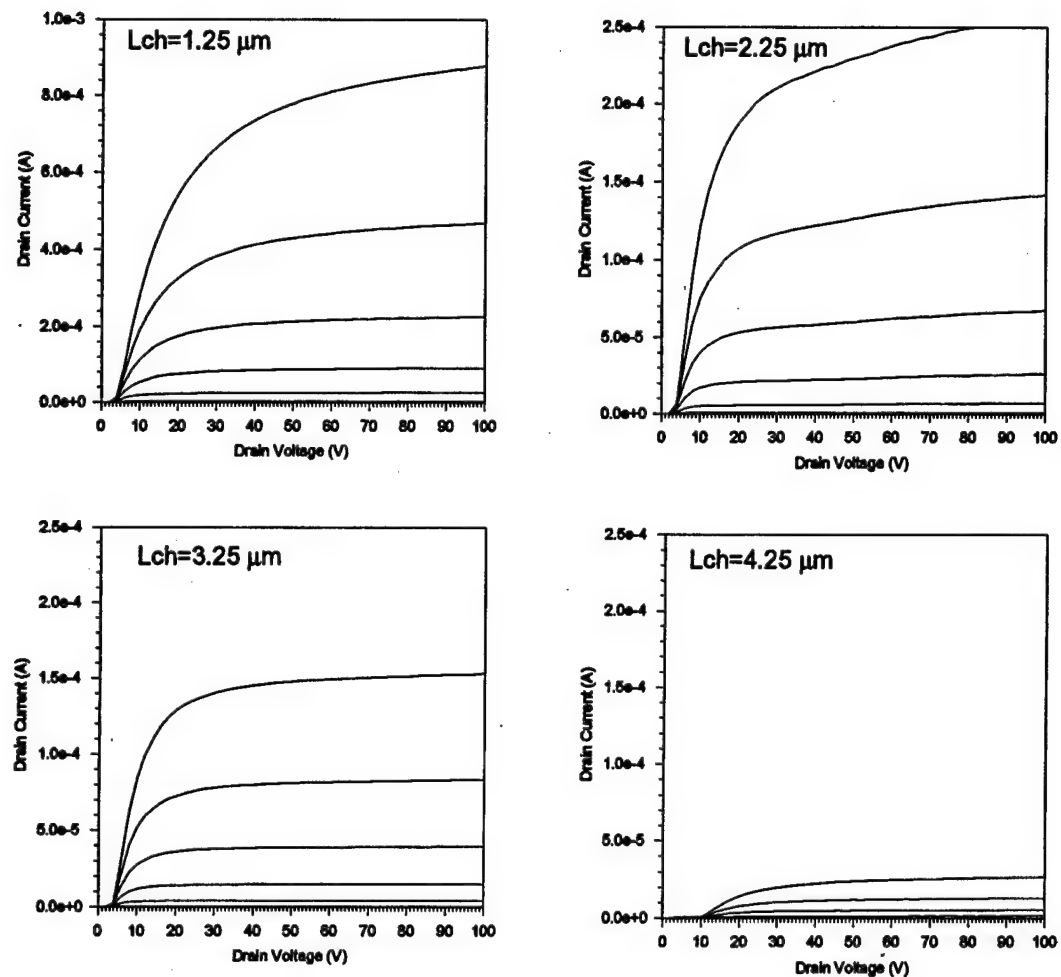 Lch=1.25 µm
1.0e-3
8.0e-4
6.0e-4
4.0e-4
2.0e-4
0.0e+0
Drain Current (A)
0 10 20 30 40 50 60 70 80 90 100
Drain Voltage (V)
Lch=2.25 µm
2.5e-4
2.0e-4
1.5e-4
1.0e-4
5.0e-5
0.0e+0
Drain Current (A)
0 10 20 30 40 50 60 70 80 90 100
Drain Voltage (V)
Lch=3.25 µm
2.5e-4
2.0e-4
1.5e-4
1.0e-4
5.0e-5
0.0e+0
Drain Current (A)
0 10 20 30 40 50 60 70 80 90 100
Drain Voltage (V)
Lch=4.25 µm
2.5e-4
2.0e-4
1.5e-4
1.0e-4
5.0e-5
0.0e+0
Drain Current (A)
0 10 20 30 40 50 60 70 80 90 100
Drain Voltage (V)